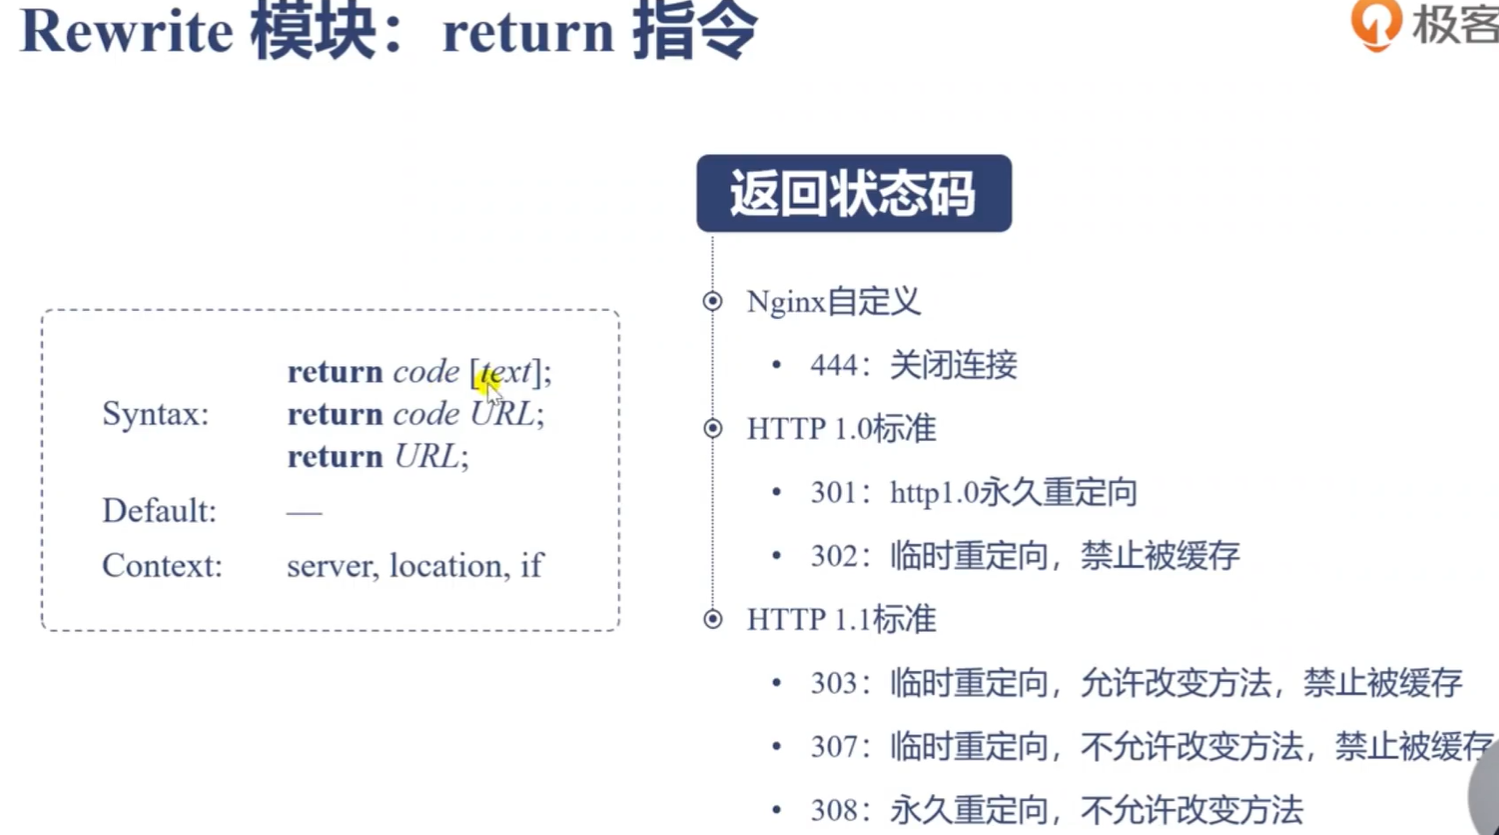 Rewrite 模块：return 指令
极客
返回状态码
Nginx自定义
• 444：关闭连接
HTTP 1.0标准
• 301：http1.0永久重定向
• 302：临时重定向，禁止被缓存
HTTP 1.1标准
• 303：临时重定向，允许改变方法，禁止被缓存
• 307：临时重定向，不允许改变方法，禁止被缓存
• 308：永久重定向，不允许改变方法
return code [text];
Syntax: return code URL;
return URL;
Default: —
Context: server, location, if